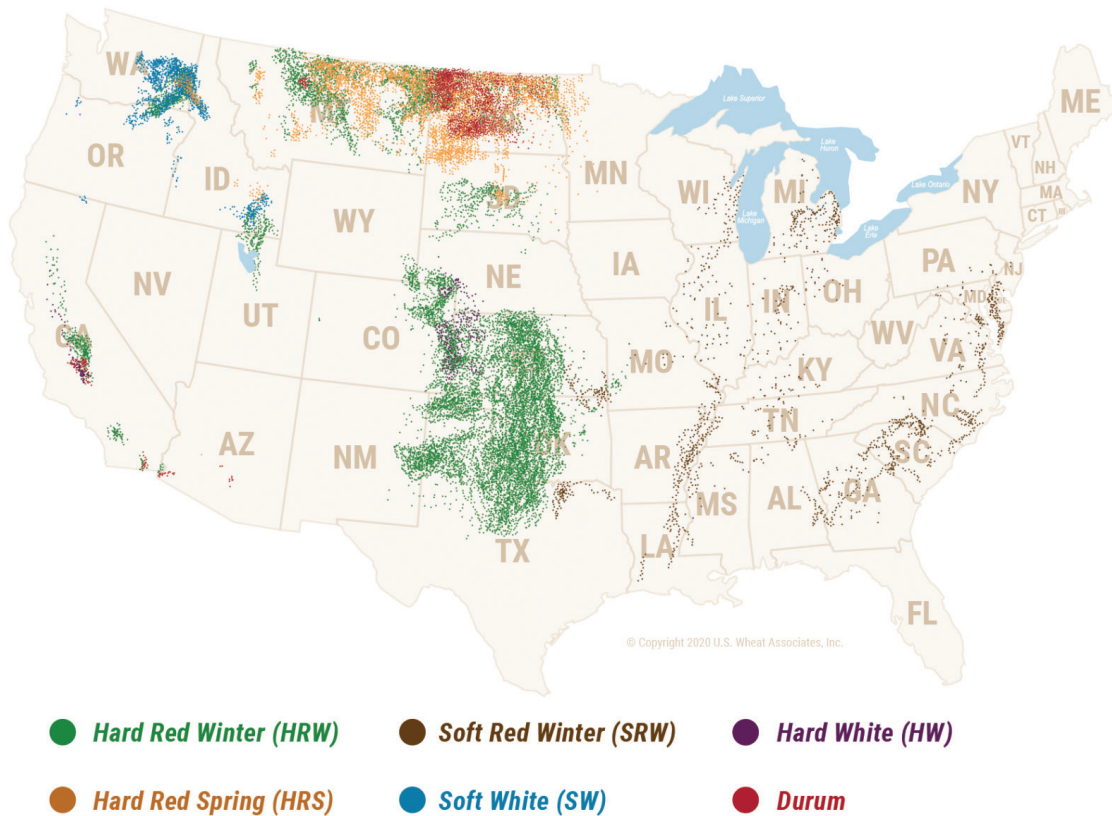 WA
ME
Lake Superior
OR
ID
MN
WI
MI
Lake
Huron
Lake Ontario
VT
NH
NY
MA
CT
RI
SD
WY
Lake
Michigan
Lake
Erie
IA
NE
PA
NJ
NV
UT
CO
IL
IN
OH
MD
DE
WV
VA
CA
MO
KY
AZ
NM
OK
AR
TN
NC
SC
MS
AL
GA
TX
LA
FL
© Copyright 2020 U.S. Wheat Associates, Inc.
Hard Red Winter (HRW)
Soft Red Winter (SRW)
Hard White (HW)
Hard Red Spring (HRS)
Soft White (SW)
Durum